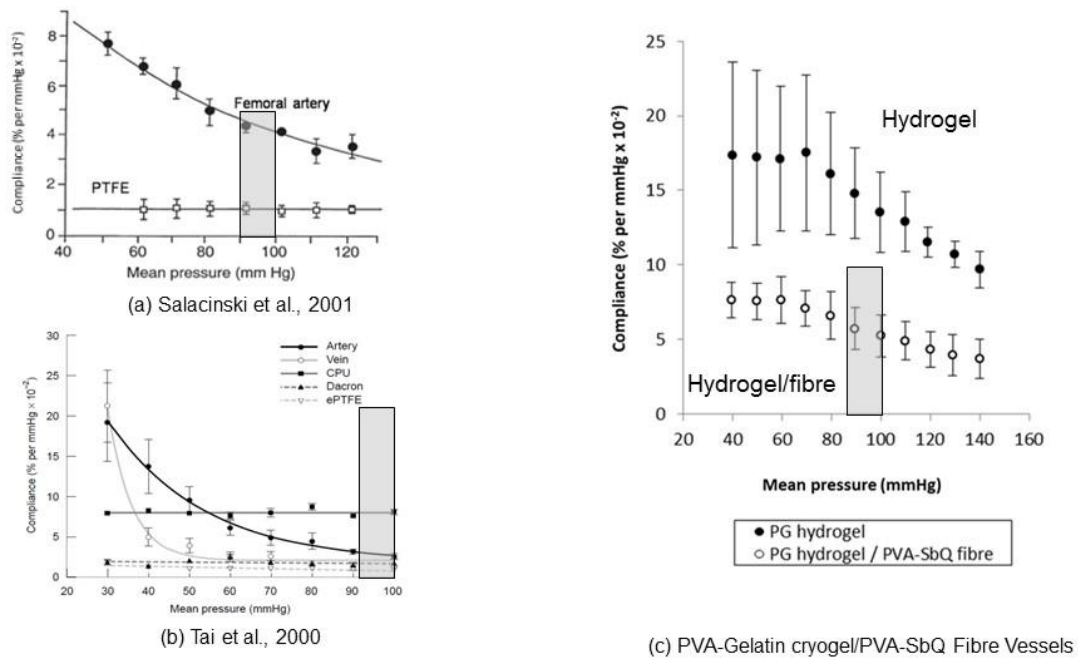 8
6
4
2
0
Compliance (% per mmHg x 10⁻²)
Femoral artery
PTFE
40
60
80
100
120
Mean pressure (mm Hg)
(a) Salacinski et al., 2001
30
25
20
15
10
5
0
Compliance (% per mmHg × 10⁻²)
Artery
Vein
CPU
Dacron
ePTFE
20
30
40
50
60
70
80
90
100
Mean pressure (mmHg)
(b) Tai et al., 2000
25
20
15
10
5
0
Compliance (% per mmHg x 10⁻²)
Hydrogel
Hydrogel/fibre
20
40
60
80
100
120
140
160
Mean pressure (mmHg)
PG hydrogel
PG hydrogel / PVA-SbQ fibre
(c) PVA-Gelatin cryogel/PVA-SbQ Fibre Vessels